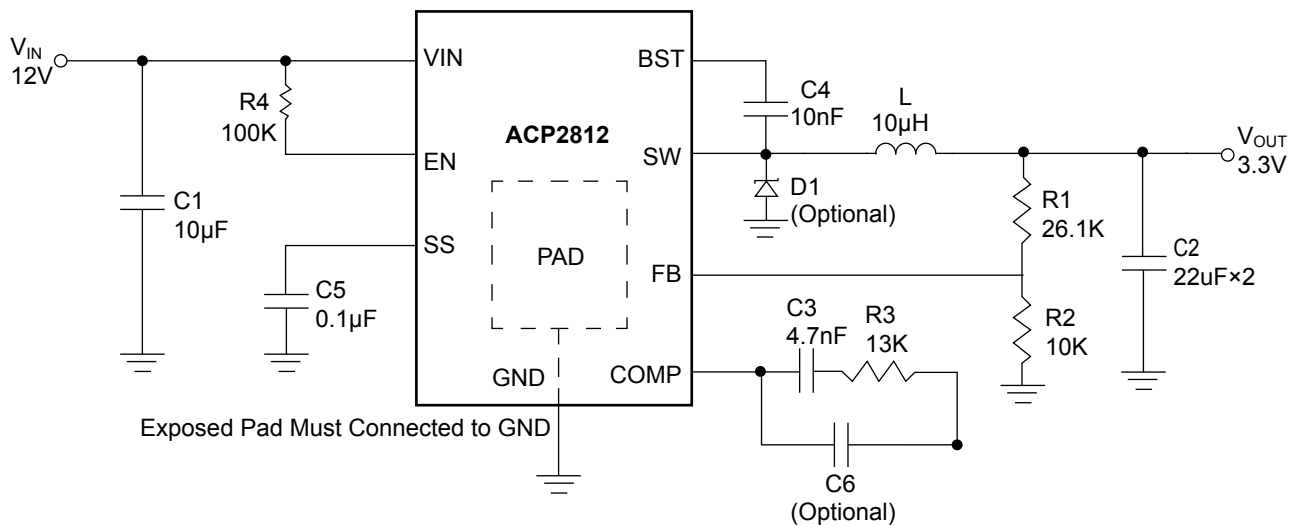 V_IN
12V
R4
100K
C1
10µF
C5
0.1µF
VIN
EN
SS
ACP2812
PAD
GND
BST
SW
FB
COMP
Exposed Pad Must Connected to GND
C4
10nF
L
10µH
D1
(Optional)
C3
4.7nF
R3
13K
C6
(Optional)
R1
26.1K
R2
10K
C2
22uF×2
V_OUT
3.3V